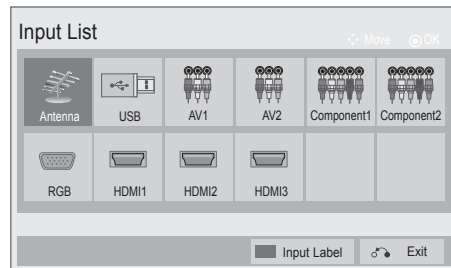 Input List
Move OK
Antenna USB AV1 AV2 Component1 Component2
RGB HDMI1 HDMI2 HDMI3
Input Label Exit